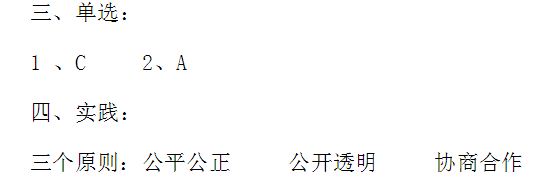 三、单选：
1 、C 2、A
四、实践：
三个原则：公平公正 公开透明 协商合作